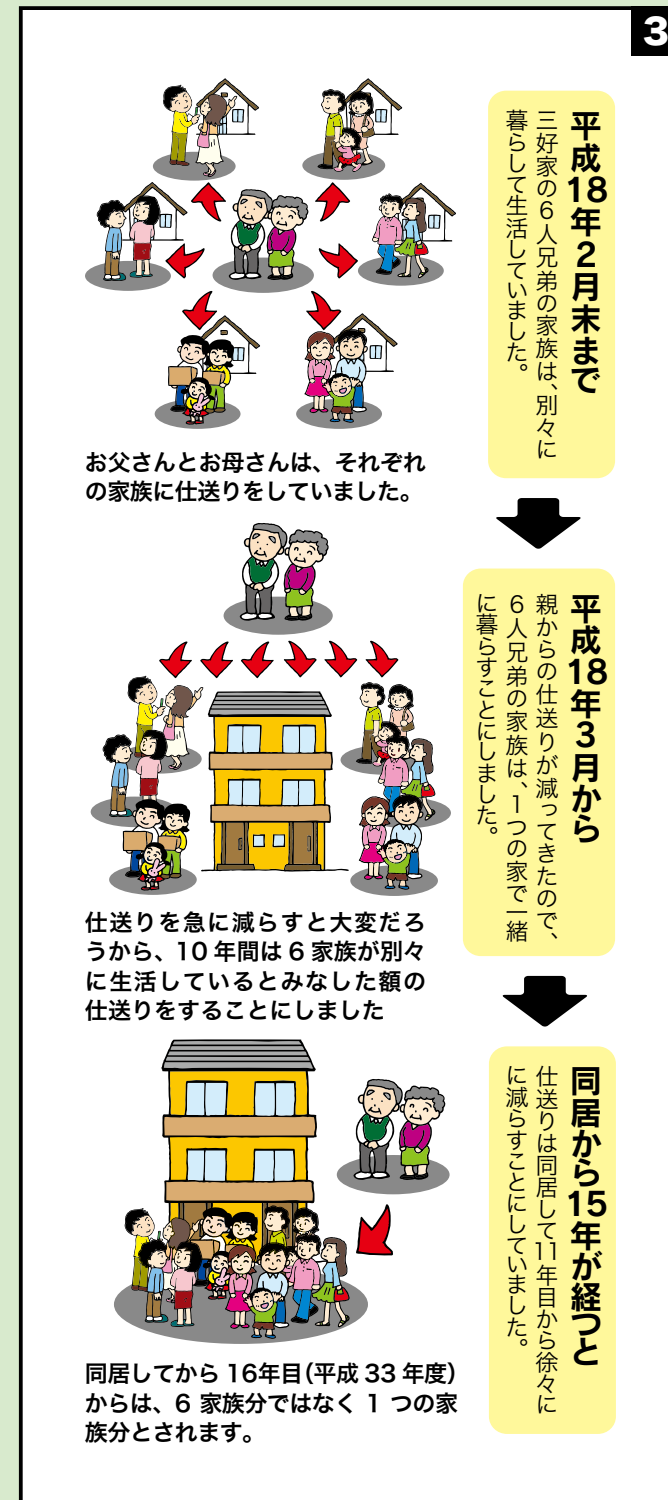 3
平成18年2月末まで
三好家の6人兄弟の家族は、別々に
暮らして生活していました。
お父さんとお母さんは、それぞれ
の家族に仕送りをしていました。
平成18年3月から
親からの仕送りが減ってきたので、
6人兄弟の家族は、1つの家で一緒
に暮らすことにしました。
仕送りを急に減らすと大変だろ
うから、10 年間は 6 家族が別々
に生活しているとみなした額の
仕送りをすることにしました
同居から15年が経つと
仕送りは同居して11年目から徐々に
に減らすことにしていました。
同居してから 16年目(平成 33 年度)
からは、6 家族分ではなく 1 つの家
族分とされます。